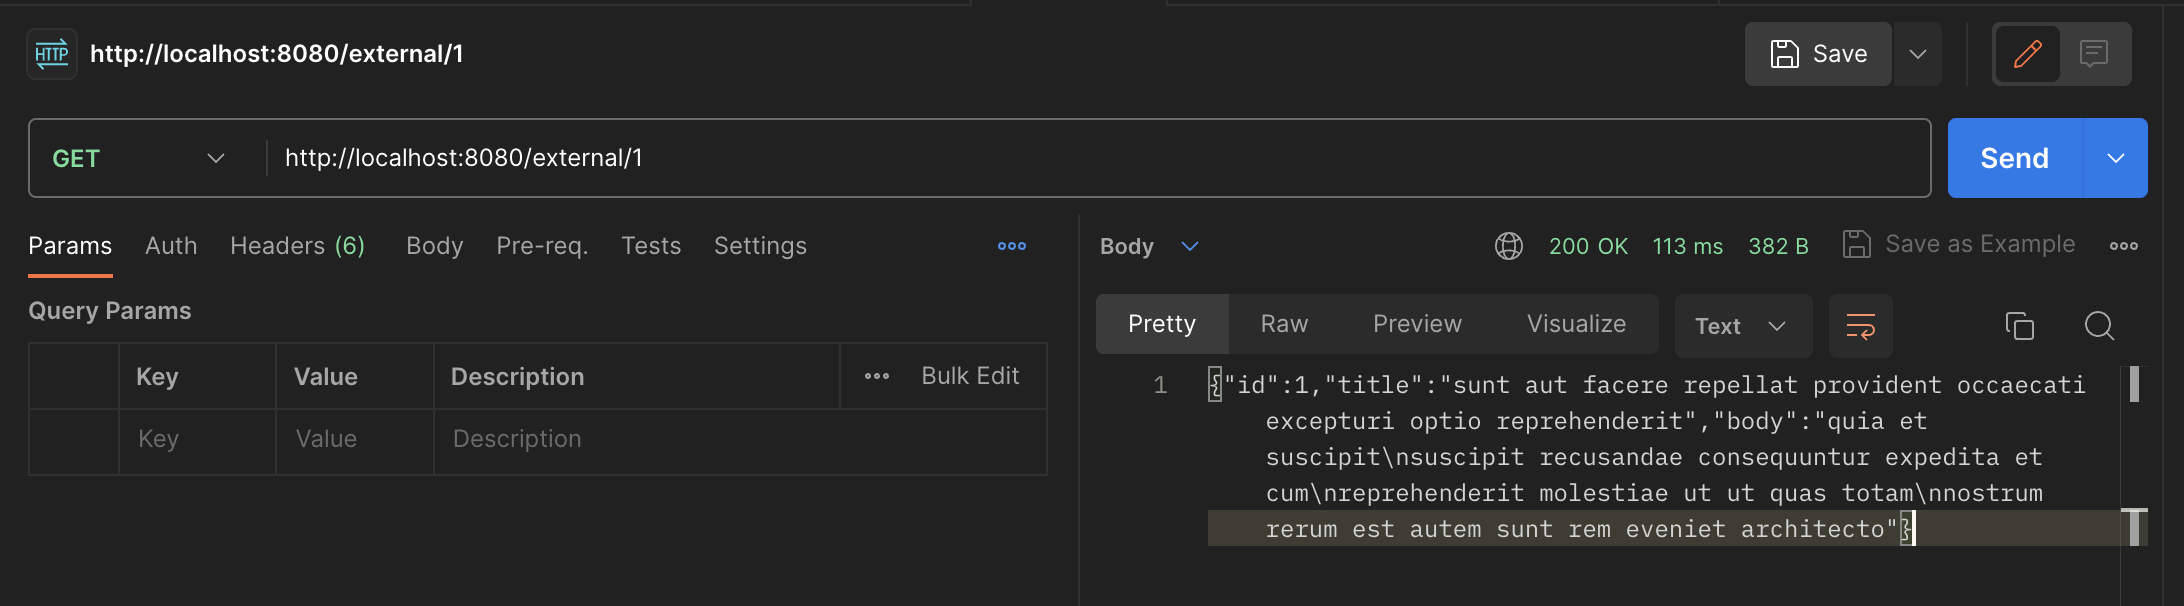 HTTP http://localhost:8080/external/1 Save
GET http://localhost:8080/external/1 Send
Params Auth Headers (6) Body Pre-req. Tests Settings
Query Params
Key Value Description Bulk Edit
Key Value Description
Body 200 OK 113 ms 382 B Save as Example
Pretty Raw Preview Visualize Text
1 {"id":1,"title":"sunt aut facere repellat provident occaecati
excepturi optio reprehenderit","body":"quia et
suscipit\nsuscipit recusandae consequuntur expedita et
cum\nreprehenderit molestiae ut ut quas totam\nnostrum
rerum est autem sunt rem eveniet architecto"}